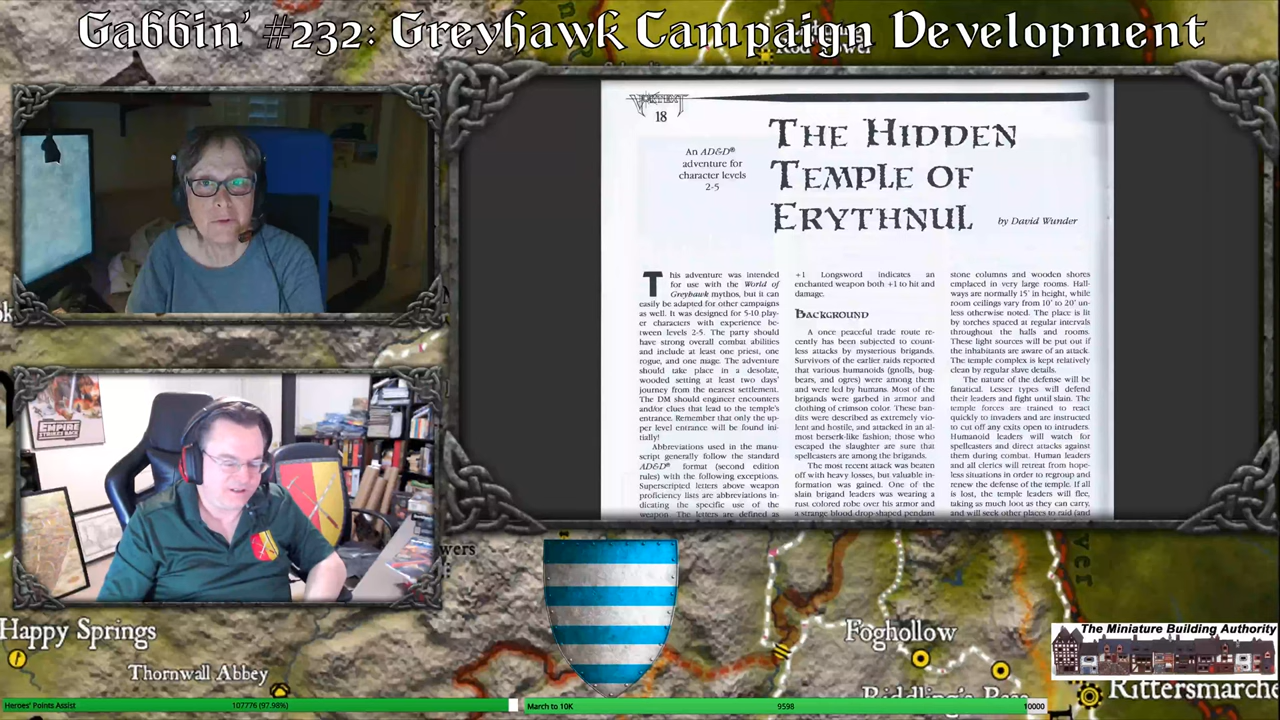 Gabbin' #232: Greyhawk Campaign Development
EMPIRE
STRIKES BACK
18
An AD&D®
adventure for
character levels
2-5
THE HIDDEN
TEMPLE OF
ERYTHNUL
by David Wunder
This adventure was intended
for use with the World of
Greyhawk mythos, but it can
easily be adapted for other campaigns
as well. It was designed for 5-10 play-
er characters with experience be-
tween levels 2-5. The party should
have strong overall combat abilities
and include at least one priest, one
rogue, and one mage. The adventure
should take place in a desolate,
wooded setting at least two days'
journey from the nearest settlement.
The DM should engineer encounters
and/or clues that lead to the temple's
entrance. Remember that only the up-
per level entrance will be found ini-
tially!
Abbreviations used in the manu-
script generally follow the standard
AD&D® format (second edition
rules) with the following exceptions.
Superscripted letters above weapon
proficiency lists are abbreviations in-
dicating the specific use of the
weapon. The letters are defined as
+1 Longsword indicates an
enchanted weapon both +1 to hit and
damage.
BACKGROUND
A once peaceful trade route re-
cently has been subjected to count-
less attacks by mysterious brigands.
Survivors of the earlier raids reported
that various humanoids (gnolls, bug-
bears, and ogres) were among them
and were led by humans. Most of the
brigands were garbed in armor and
clothing of crimson color. These ban-
dits were described as extremely vio-
lent and hostile, and attacked in an al-
most berserk-like fashion; those who
escaped the slaughter are sure that
spellcasters are among the brigands.
The most recent attack was beaten
off with heavy losses, but valuable in-
formation was gained. One of the
slain brigand leaders was wearing a
rust colored robe over his armor and
a strange blood drop-shaped pendant
stone columns and wooden shores
emplaced in very large rooms. Hall-
ways are normally 15' in height, while
room ceilings vary from 10' to 20' un-
less otherwise noted. The place is lit
by torches spaced at regular intervals
throughout the halls and rooms.
These light sources will be put out if
the inhabitants are aware of an attack.
The temple complex is kept relatively
clean by regular slave details.
The nature of the defense will be
fanatical. Lesser types will defend
their leaders and fight until slain. The
temple forces are trained to react
quickly to invaders and are instructed
to cut off any exits open to intruders.
Humanoid leaders will watch for
spellcasters and direct attacks against
them during combat. Human leaders
and all clerics will retreat from hope-
less situations in order to regroup and
renew the defense of the temple. If all
is lost, the temple leaders will flee,
taking as much loot as they can carry,
and will seek other places to raid (and
Happy Springs
Thornwall Abbey
Foghollow
The Miniature Building Authority
Rittersmarche
Heroes' Points Assist
107776 (97.98%)
March to 10K
9598
10000